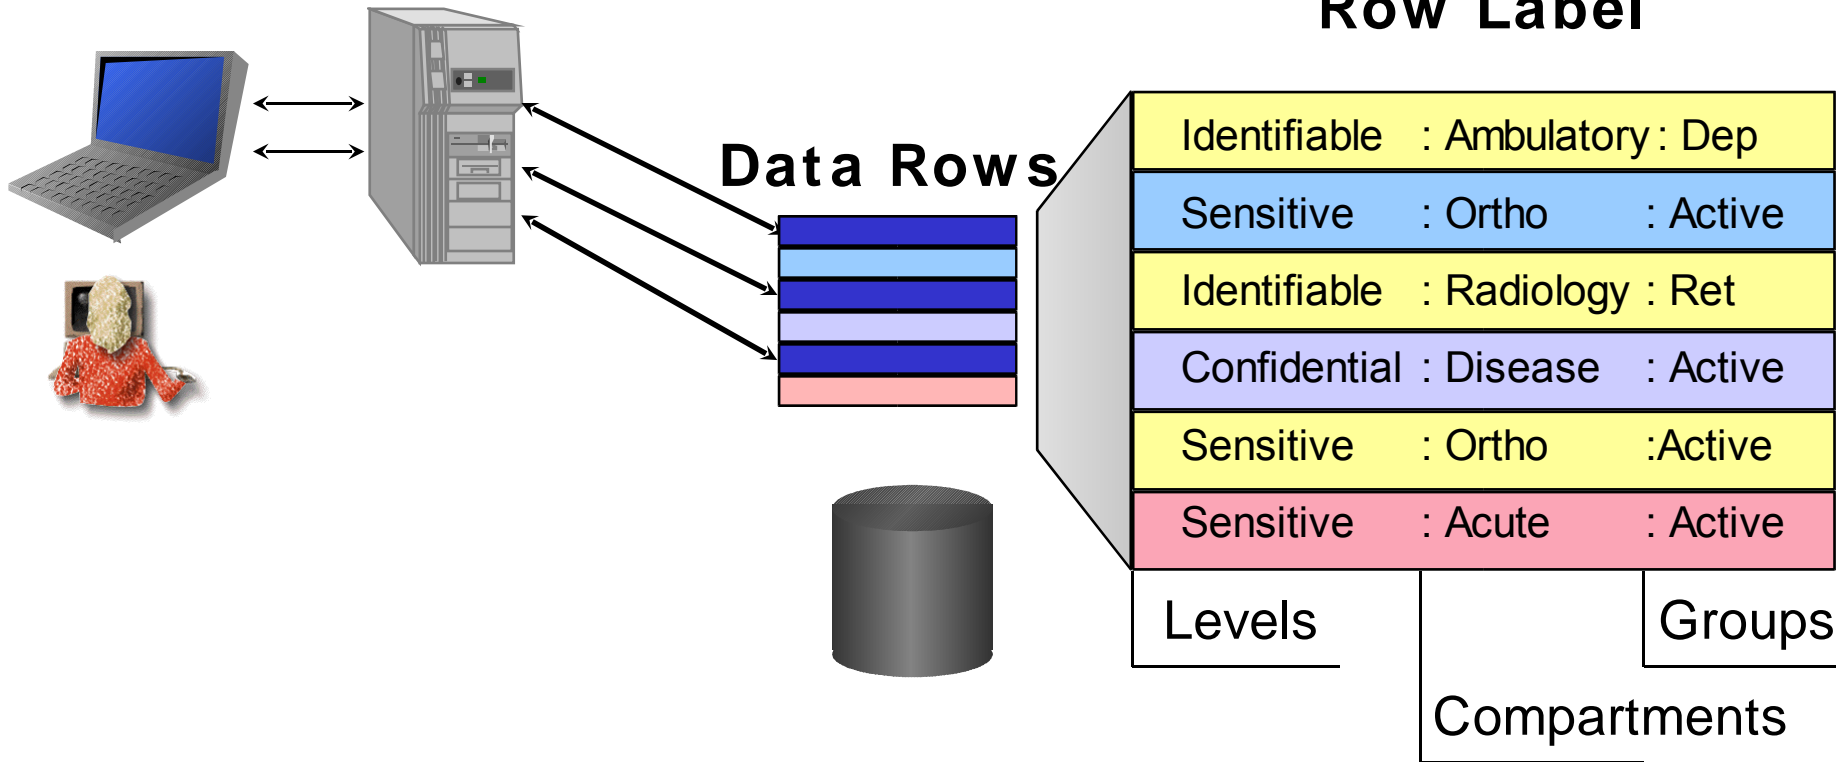 Row Label
Data Rows
Identifiable : Ambulatory : Dep
Sensitive : Ortho : Active
Identifiable : Radiology : Ret
Confidential : Disease : Active
Sensitive : Ortho :Active
Sensitive : Acute : Active
Levels
Groups
Compartments